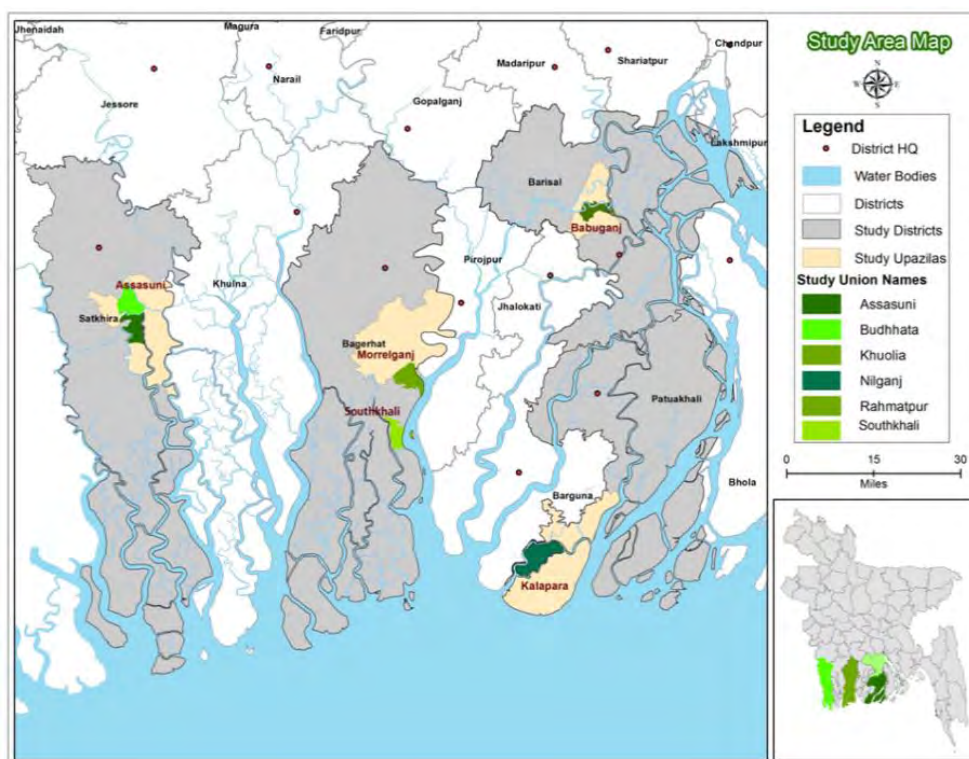 Jhenaidah
Magura
Faridpur
Narail
Madaripur
Shariatpur
Chandpur
Jessore
Gopalganj
Lakshmipur
Barisal
Babuganj
Pirojpur
Khulna
Assasuni
Jhalokati
Satkhira
Bagerhat
Morrelganj
Patuakhali
Southkhali
Barguna
Bhola
Kalapara
Study Area Map
N
W
E
S
Legend
District HQ
Water Bodies
Districts
Study Districts
Study Upazilas
Study Union Names
Assasuni
Budhhata
Khuolia
Nilganj
Rahmatpur
Southkhali
0 15 30
Miles